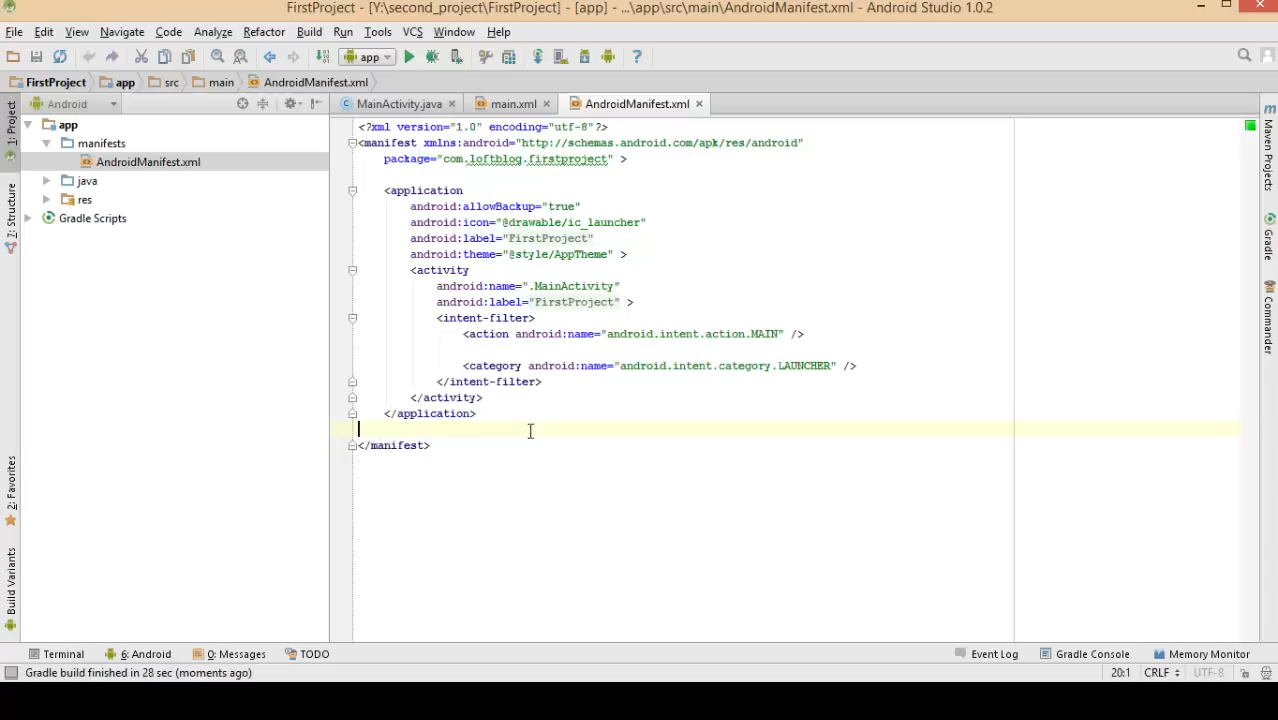 FirstProject - [Y:\second_project\FirstProject] - [app] - ...\app\src\main\AndroidManifest.xml - Android Studio 1.0.2
File Edit View Navigate Code Analyze Refactor Build Run Tools VCS Window Help
app
FirstProject app src main AndroidManifest.xml
Android
MainActivity.java main.xml AndroidManifest.xml
1: Project
7: Structure
2: Favorites
Build Variants
app
manifests
AndroidManifest.xml
java
res
Gradle Scripts
<?xml version="1.0" encoding="utf-8"?>
<manifest xmlns:android="http://schemas.android.com/apk/res/android"
package="com.loftblog.firstproject" >
<application
android:allowBackup="true"
android:icon="@drawable/ic_launcher"
android:label="FirstProject"
android:theme="@style/AppTheme" >
<activity
android:name=".MainActivity"
android:label="FirstProject" >
<intent-filter>
<action android:name="android.intent.action.MAIN" />
<category android:name="android.intent.category.LAUNCHER" />
</intent-filter>
</activity>
</application>
</manifest>
Maven Projects
Gradle
Commander
Terminal 6: Android 0: Messages TODO Event Log Gradle Console Memory Monitor
Gradle build finished in 28 sec (moments ago) 20:1 CRLF UTF-8